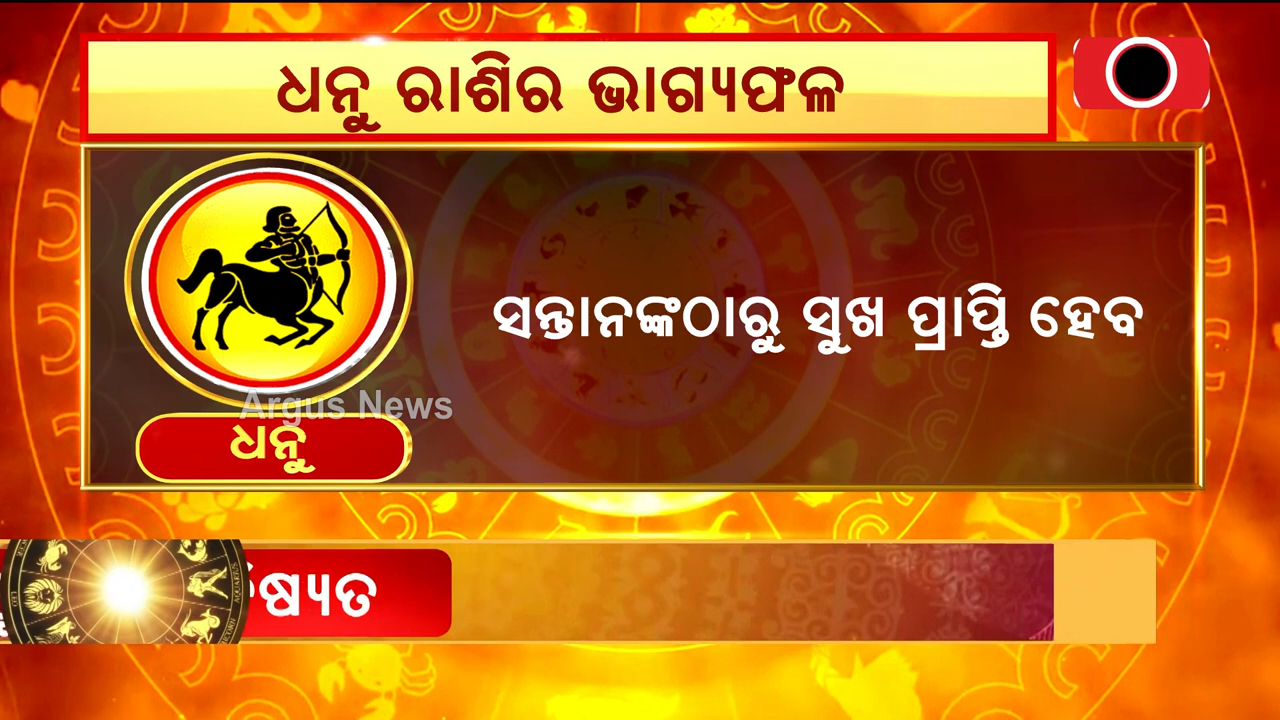 ଧନୁ ରାଶିର ଭାଗ୍ୟଫଳ
ସନ୍ତାନଙ୍କଠାରୁ ସୁଖ ପ୍ରାପ୍ତି ହେବ
Argus News
ଧନୁ